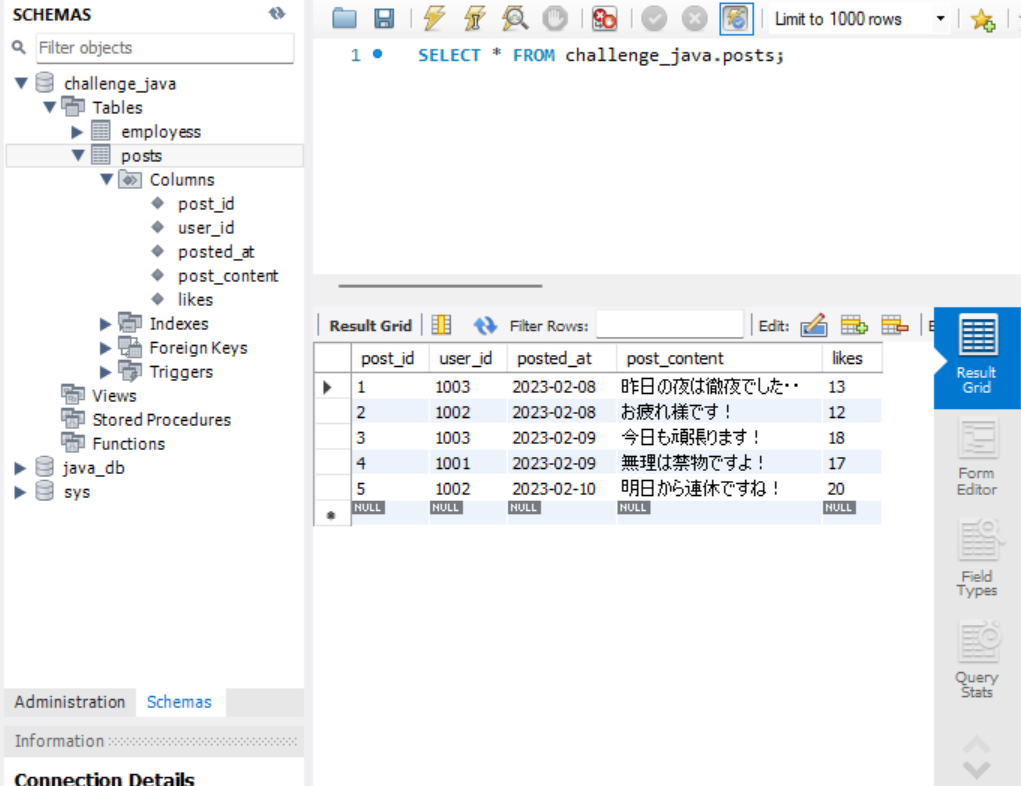 SCHEMAS
Filter objects
challenge_java
Tables
employess
posts
Columns
post_id
user_id
posted_at
post_content
likes
Indexes
Foreign Keys
Triggers
Views
Stored Procedures
Functions
java_db
sys
Administration Schemas
Information
Connection Details
Limit to 1000 rows
1 SELECT * FROM challenge_java.posts;
Result Grid Filter Rows: Edit:
post_id user_id posted_at post_content likes
1 1003 2023-02-08 昨日の夜は徹夜でした・・ 13
2 1002 2023-02-08 お疲れ様です！ 12
3 1003 2023-02-09 今日も頑張ります！ 18
4 1001 2023-02-09 無理は禁物ですよ！ 17
5 1002 2023-02-10 明日から連休ですね！ 20
NULL NULL NULL NULL NULL
Result
Grid
Form
Editor
Field
Types
Query
Stats